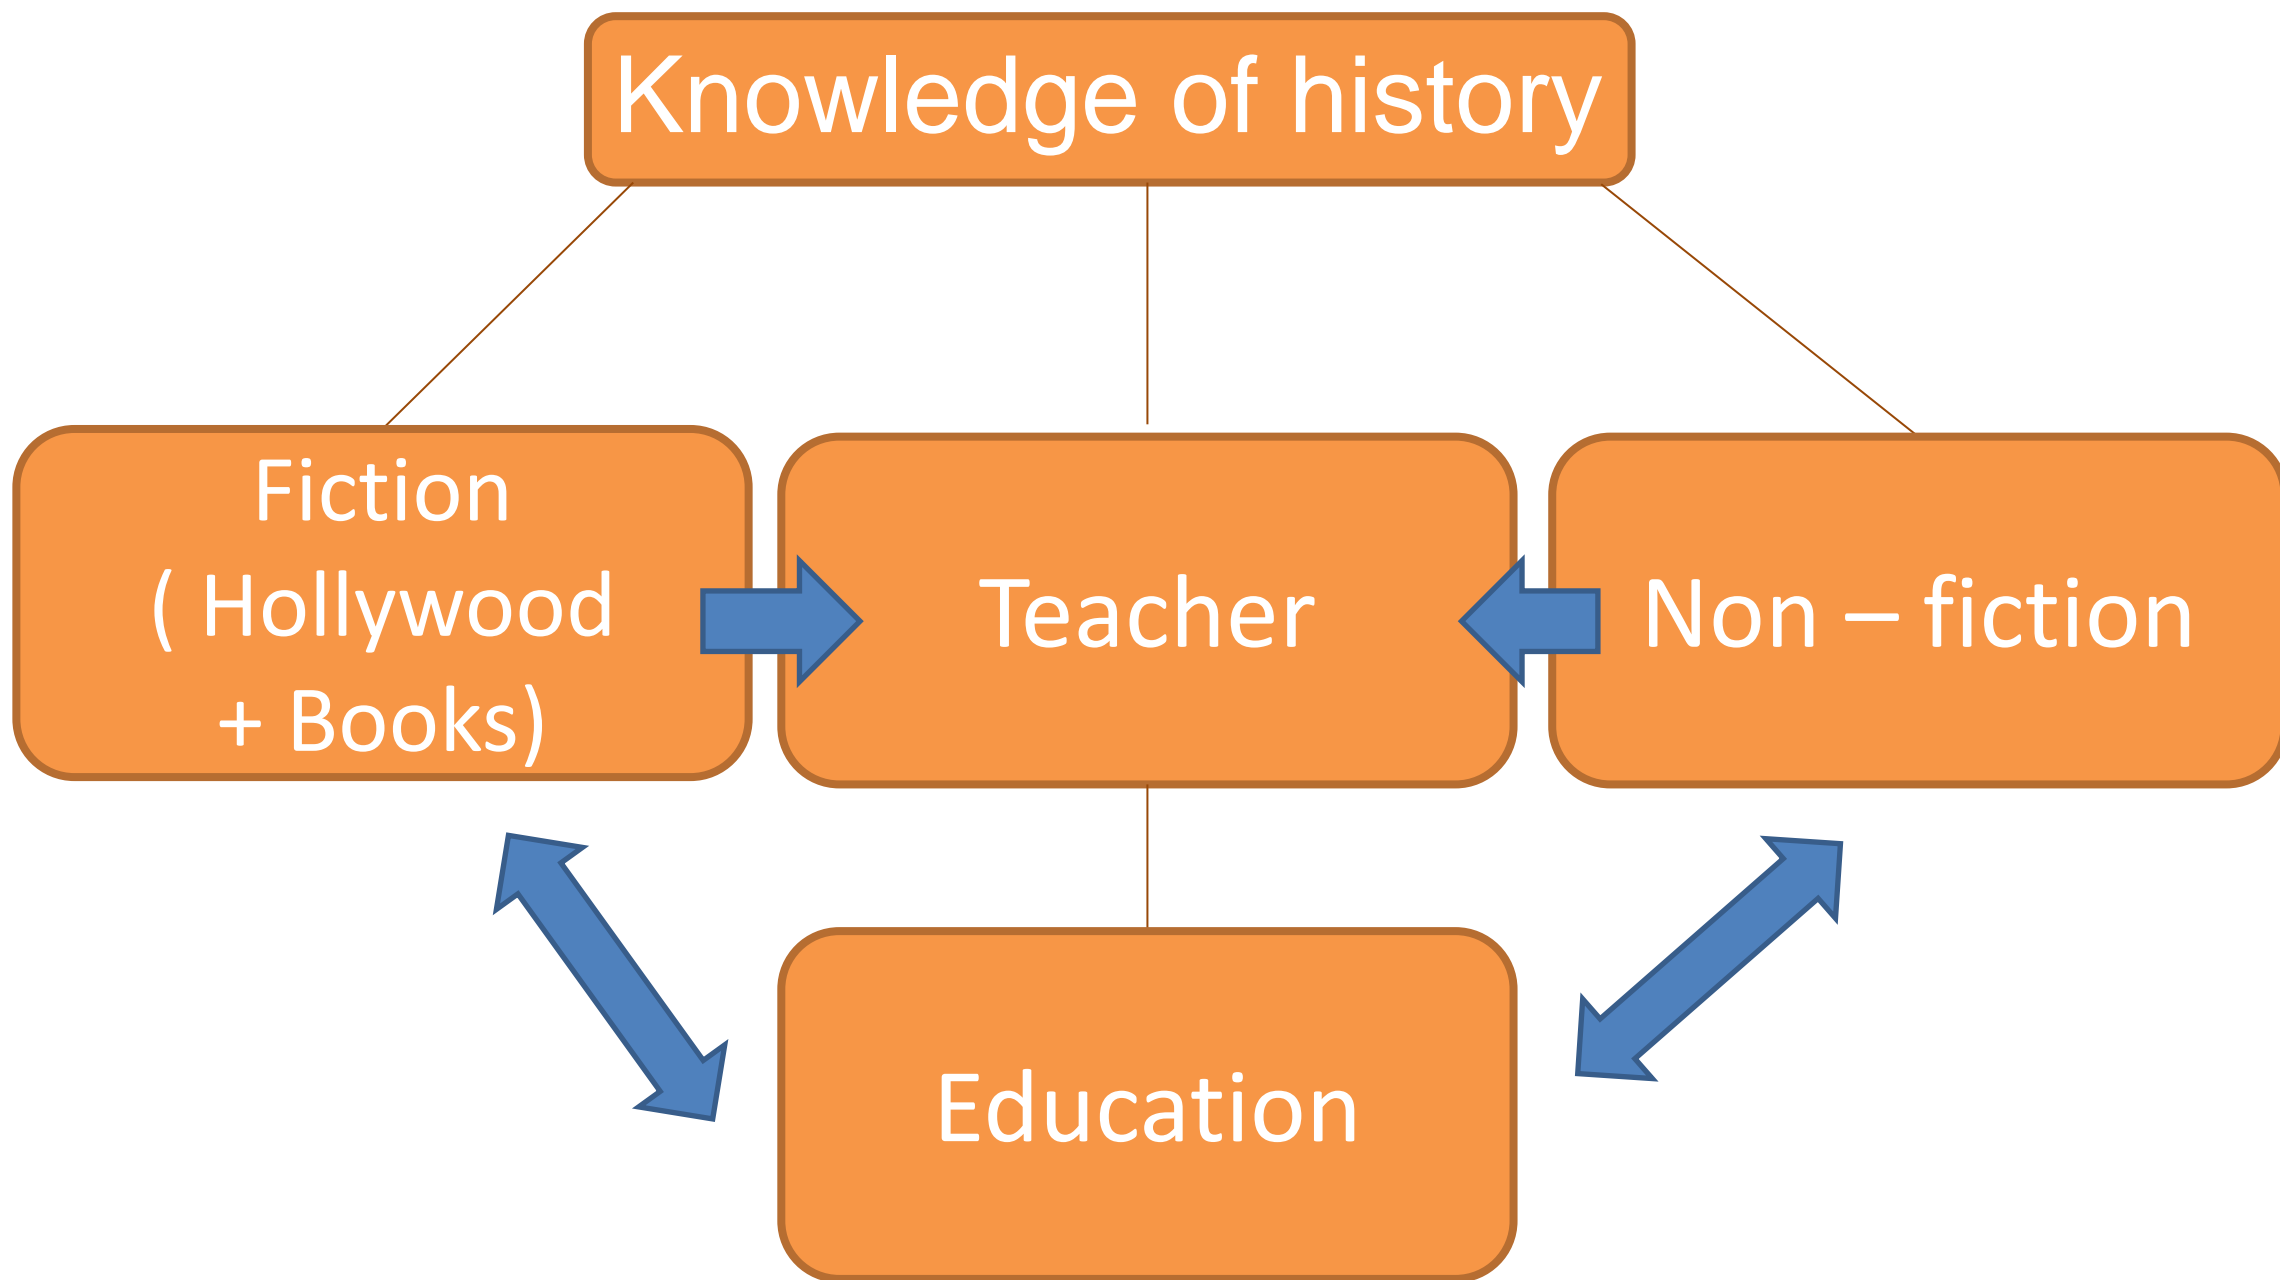 Knowledge of history
Fiction
( Hollywood
+ Books)
Teacher
Non – fiction
Education